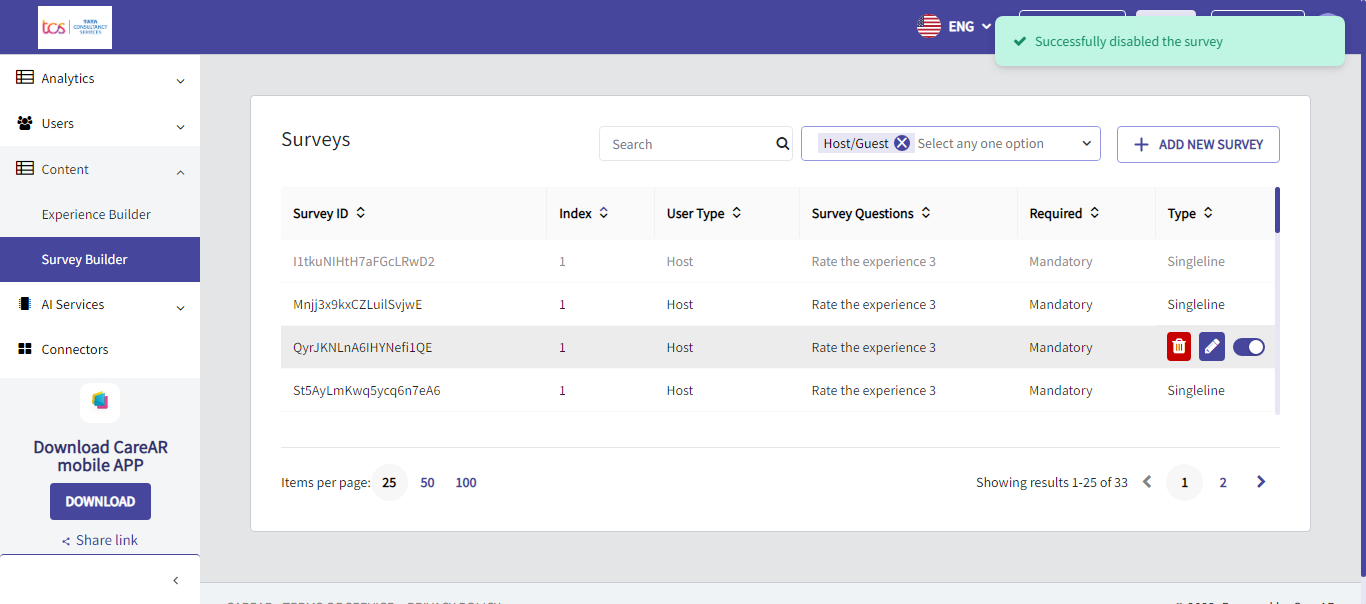 tcs TATA
CONSULTANCY
SERVICES
ENG
Successfully disabled the survey
Analytics
Users
Content
Experience Builder
Survey Builder
AI Services
Connectors
Download CareAR
mobile APP
DOWNLOAD
Share link
Surveys
Search
Host/Guest Select any one option
ADD NEW SURVEY
Survey ID Index User Type Survey Questions Required Type
I1tkuNIHtH7aFGcLRwD2 1 Host Rate the experience 3 Mandatory Singleline
Mnjj3x9kxCZLuilSvjwE 1 Host Rate the experience 3 Mandatory Singleline
QyrJKNLnA6IHYNefi1QE 1 Host Rate the experience 3 Mandatory
St5AyLmKwq5ycq6n7eA6 1 Host Rate the experience 3 Mandatory Singleline
Items per page: 25 50 100
Showing results 1-25 of 33 1 2